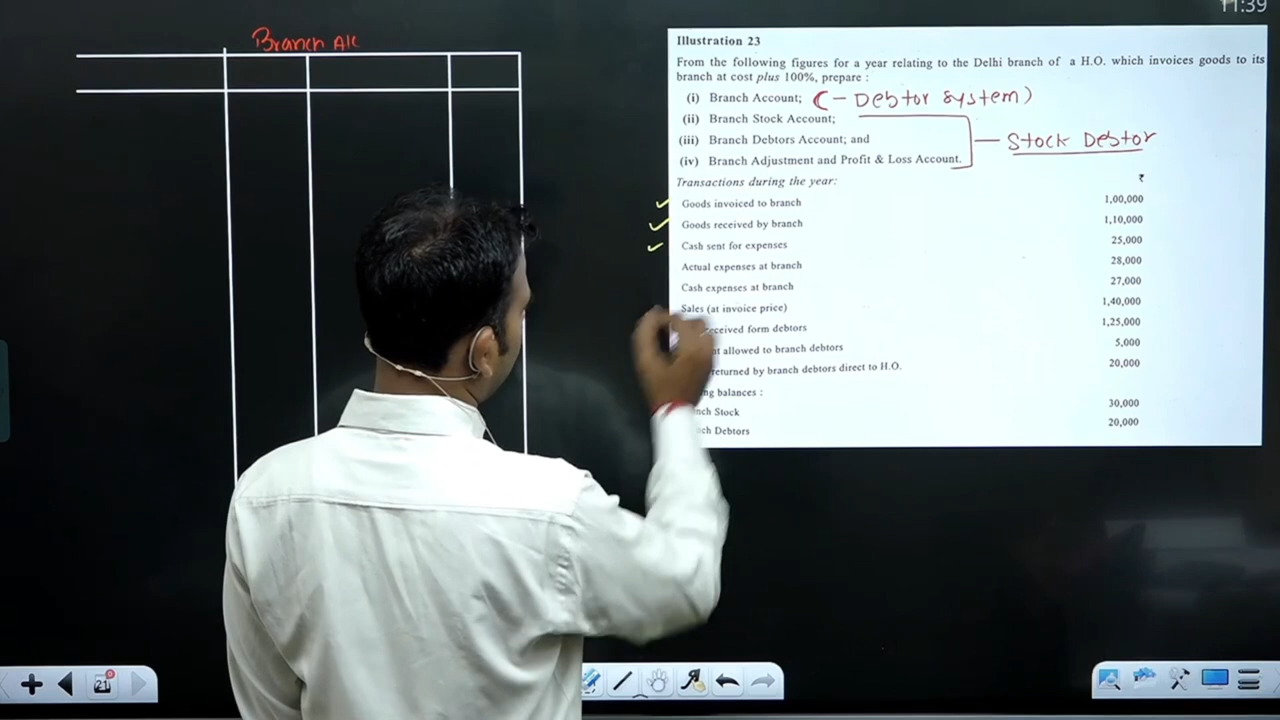 11:39
Branch A/c
Illustration 23
From the following figures for a year relating to the Delhi branch of a H.O. which invoices goods to its
branch at cost plus 100%, prepare :
(i) Branch Account; (- Debtor System)
(ii) Branch Stock Account;
(iii) Branch Debtors Account; and
(iv) Branch Adjustment and Profit & Loss Account.
Stock Debtor
Transactions during the year: ₹
Goods invoiced to branch 1,00,000
Goods received by branch 1,10,000
Cash sent for expenses 25,000
Actual expenses at branch 28,000
Cash expenses at branch 27,000
Sales (at invoice price) 1,40,000
received form debtors 1,25,000
allowed to branch debtors 5,000
returned by branch debtors direct to H.O. 20,000
balances :
Stock 30,000
Debtors 20,000
21